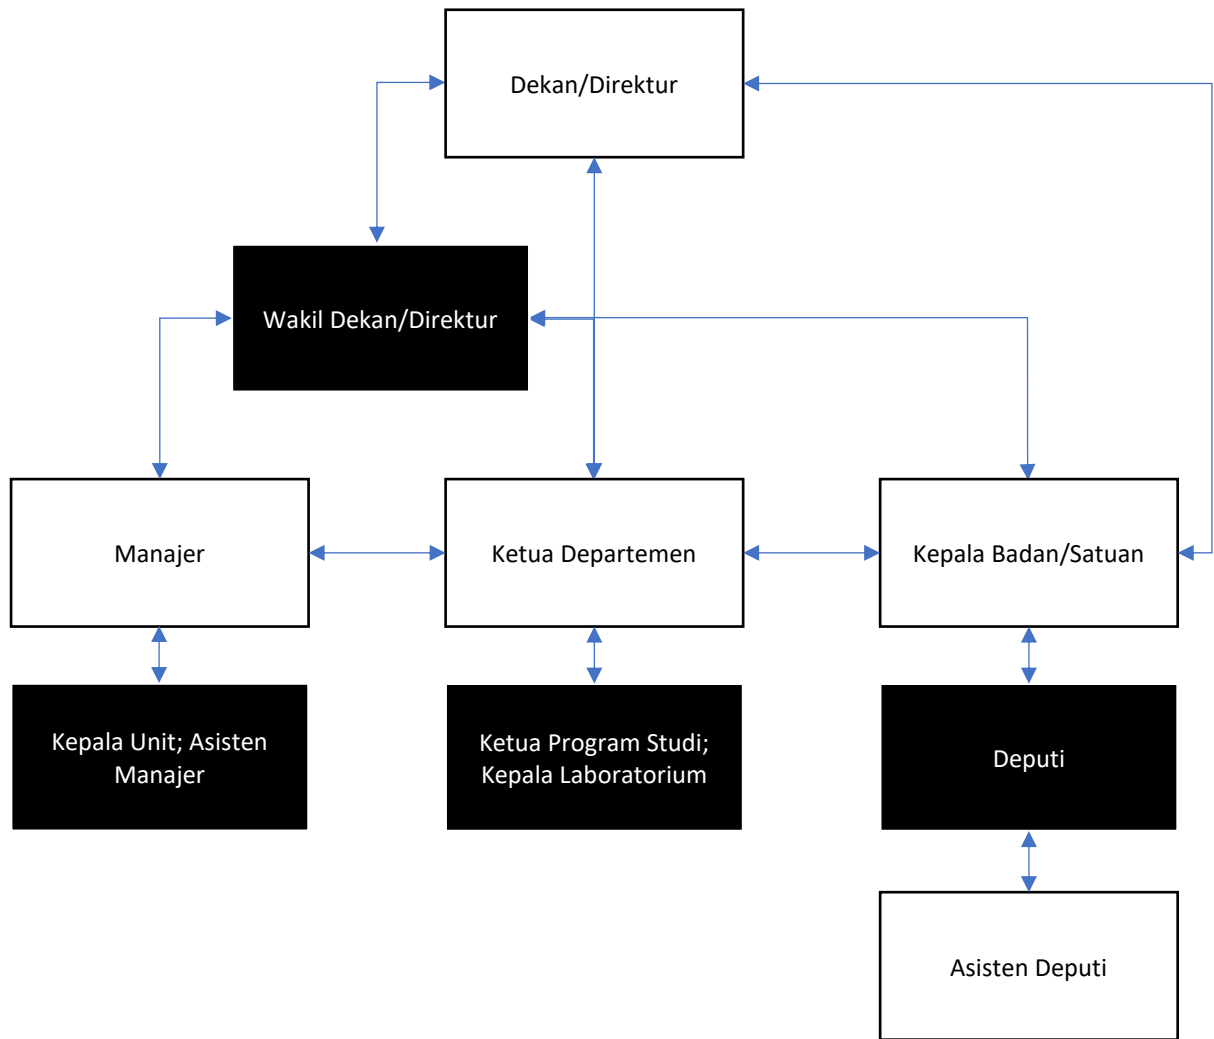 Dekan/Direktur
Wakil Dekan/Direktur
Manajer
Ketua Departemen
Kepala Badan/Satuan
Kepala Unit; Asisten
Manajer
Ketua Program Studi;
Kepala Laboratorium
Deputi
Asisten Deputi